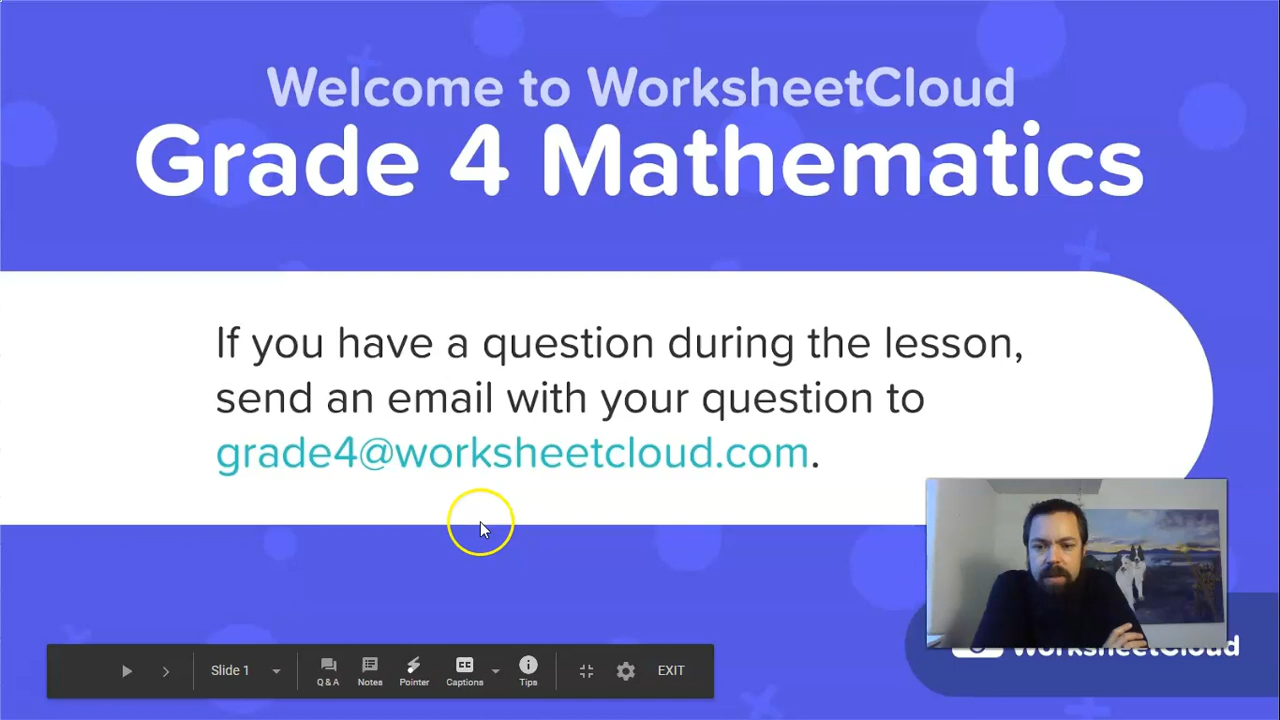 Welcome to WorksheetCloud
Grade 4 Mathematics
If you have a question during the lesson,
send an email with your question to
grade4@worksheetcloud.com.
WorksheetCloud
Slide 1
Q & A
Notes
Pointer
Captions
Tips
EXIT